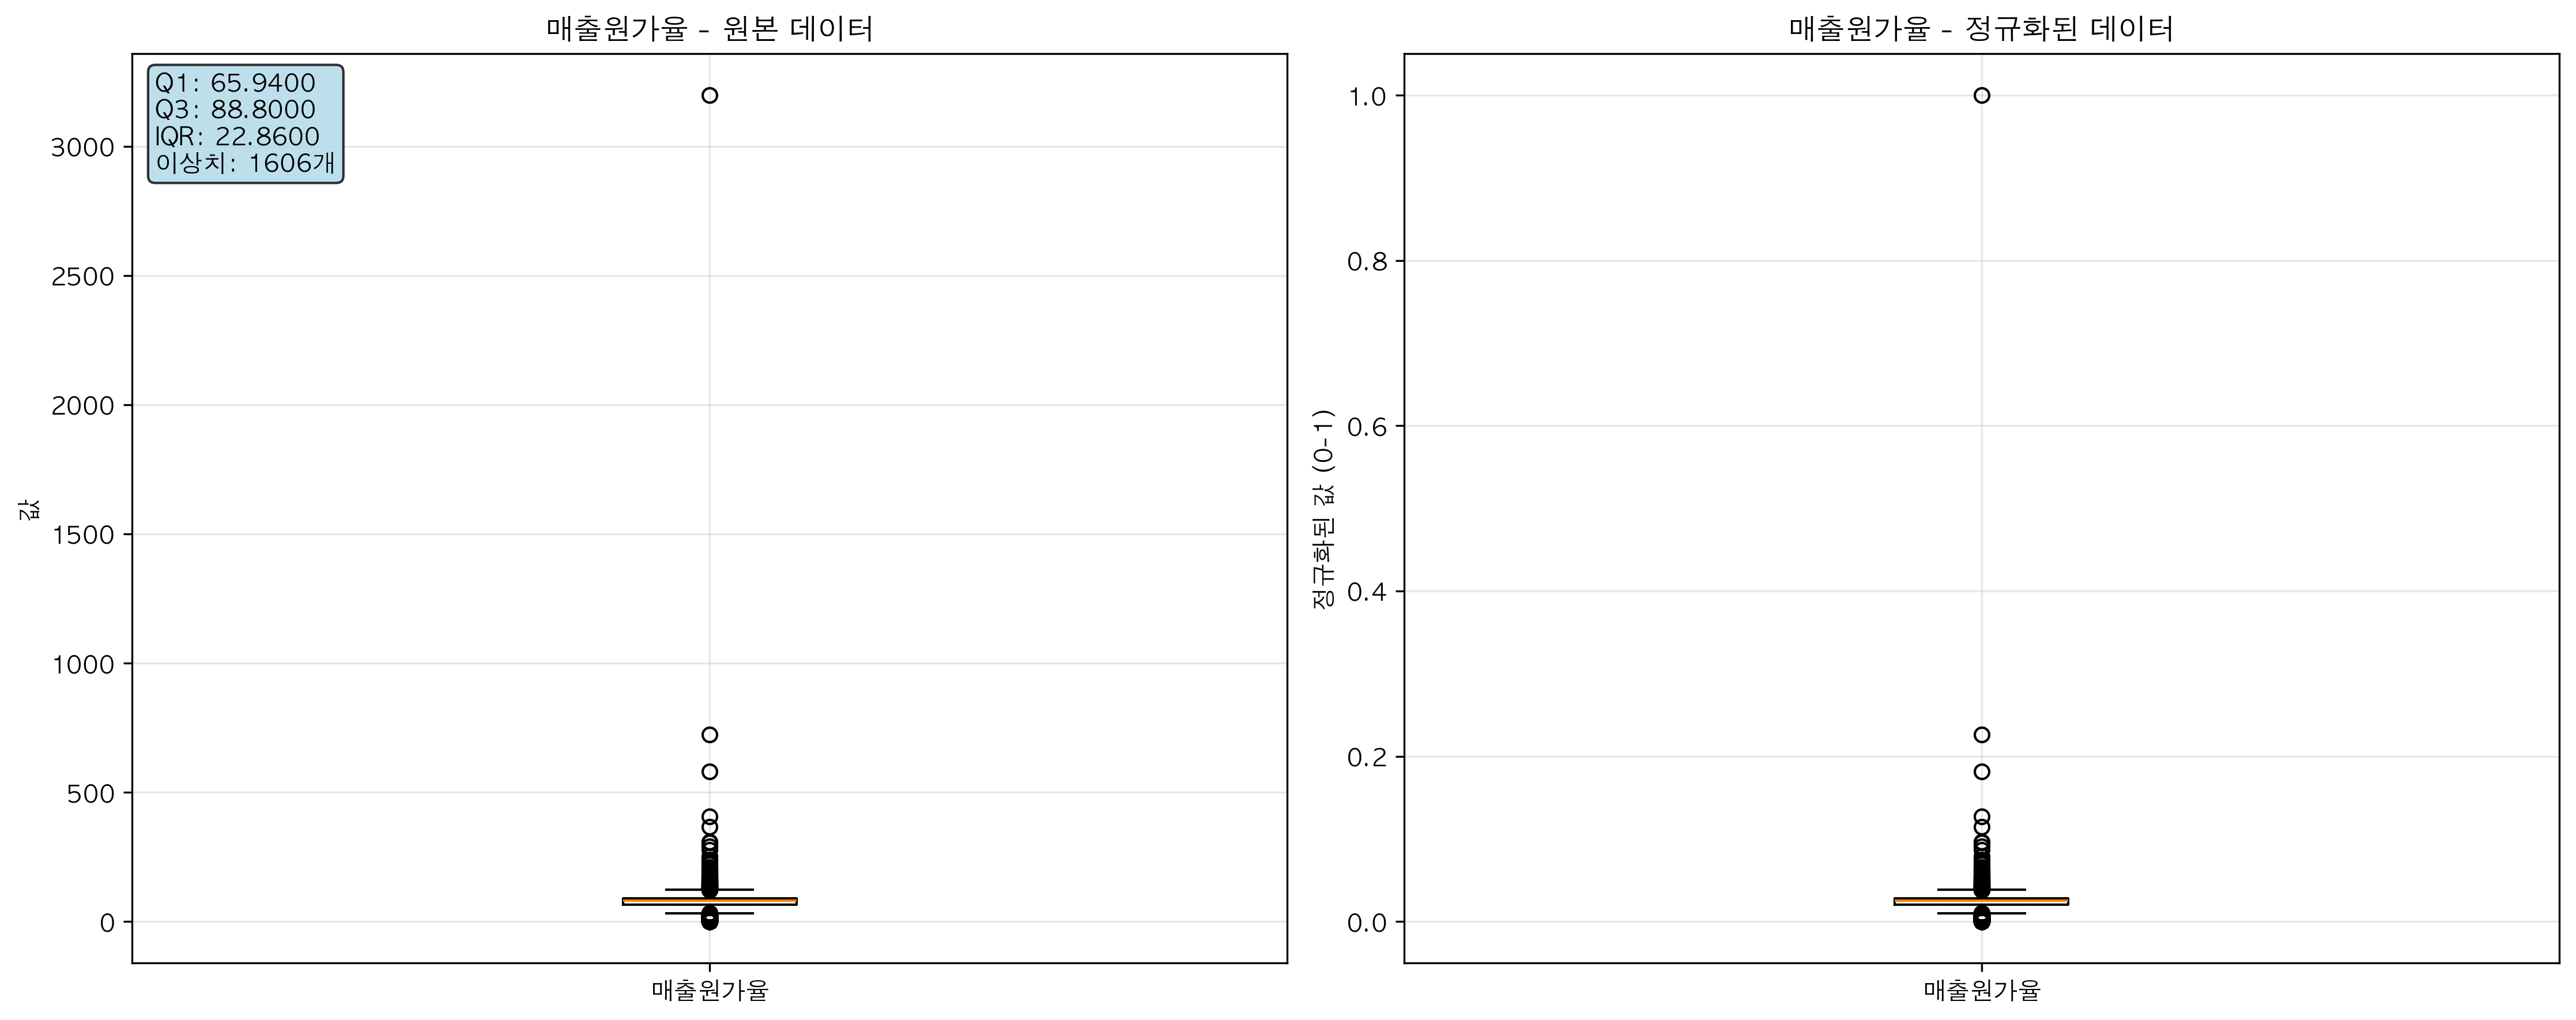 매출원가율 - 원본 데이터
Q1: 65.9400
Q3: 88.8000
IQR: 22.8600
이상치: 1606개
3000
2500
2000
1500
1000
500
0
값
매출원가율
매출원가율 - 정규화된 데이터
1.0
0.8
0.6
0.4
0.2
0.0
정규화된 값 (0-1)
매출원가율